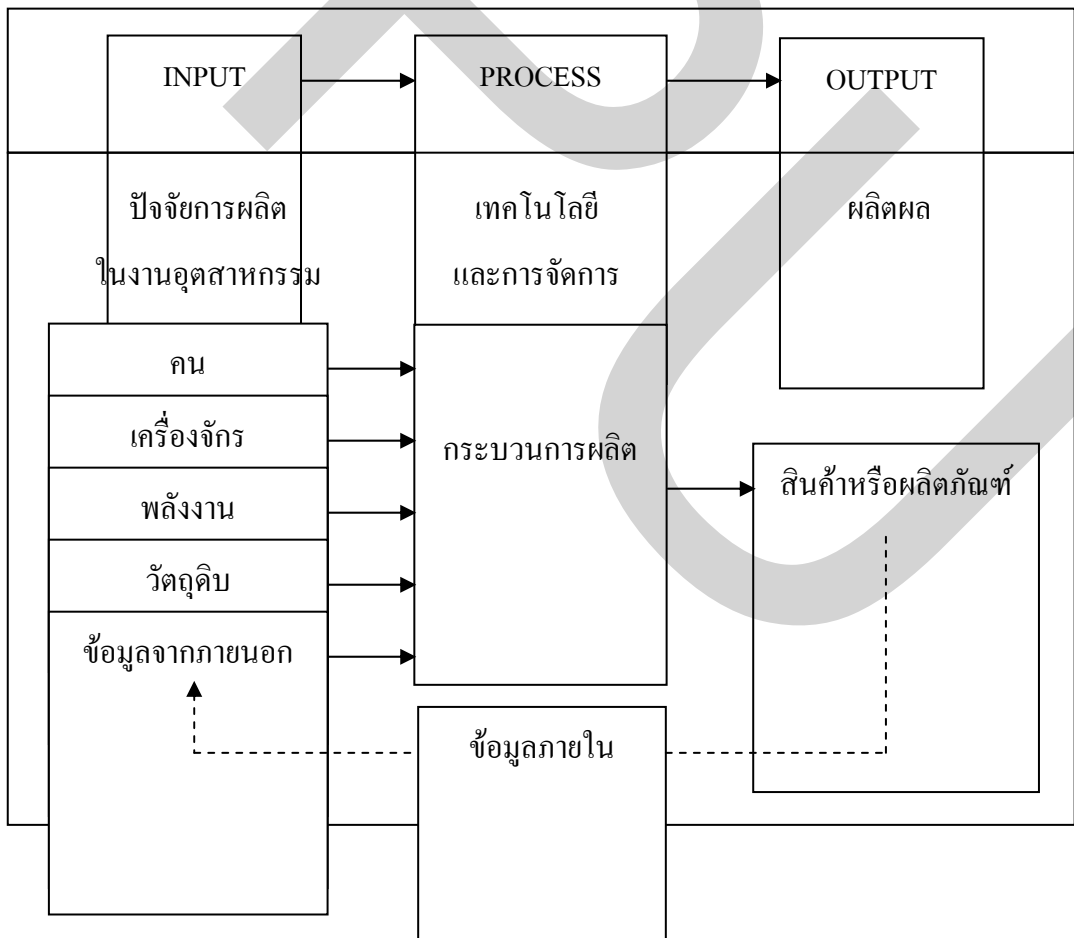 INPUT
PROCESS
OUTPUT
ปัจจัยการผลิต
ในงานอุตสาหกรรม
เทคโนโลยี
และการจัดการ
ผลิตผล
คน
เครื่องจักร
พลังงาน
วัตถุดิบ
ข้อมูลจากภายนอก
กระบวนการผลิต
สินค้าหรือผลิตภัณฑ์
ข้อมูลภายใน